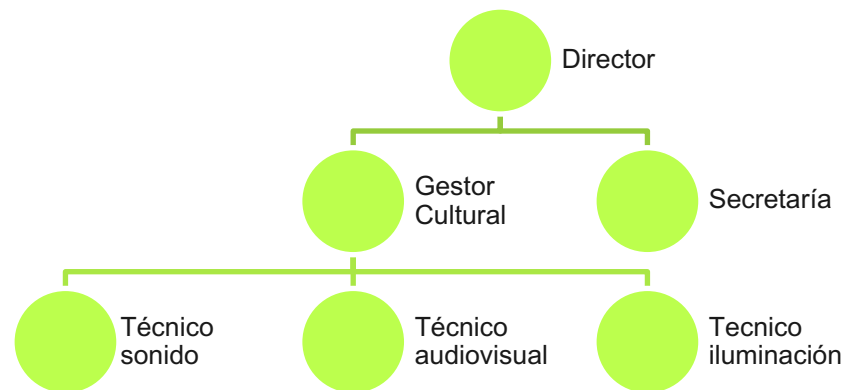 Director
Gestor
Cultural
Secretaría
Técnico
sonido
Técnico
audiovisual
Tecnico
iluminación